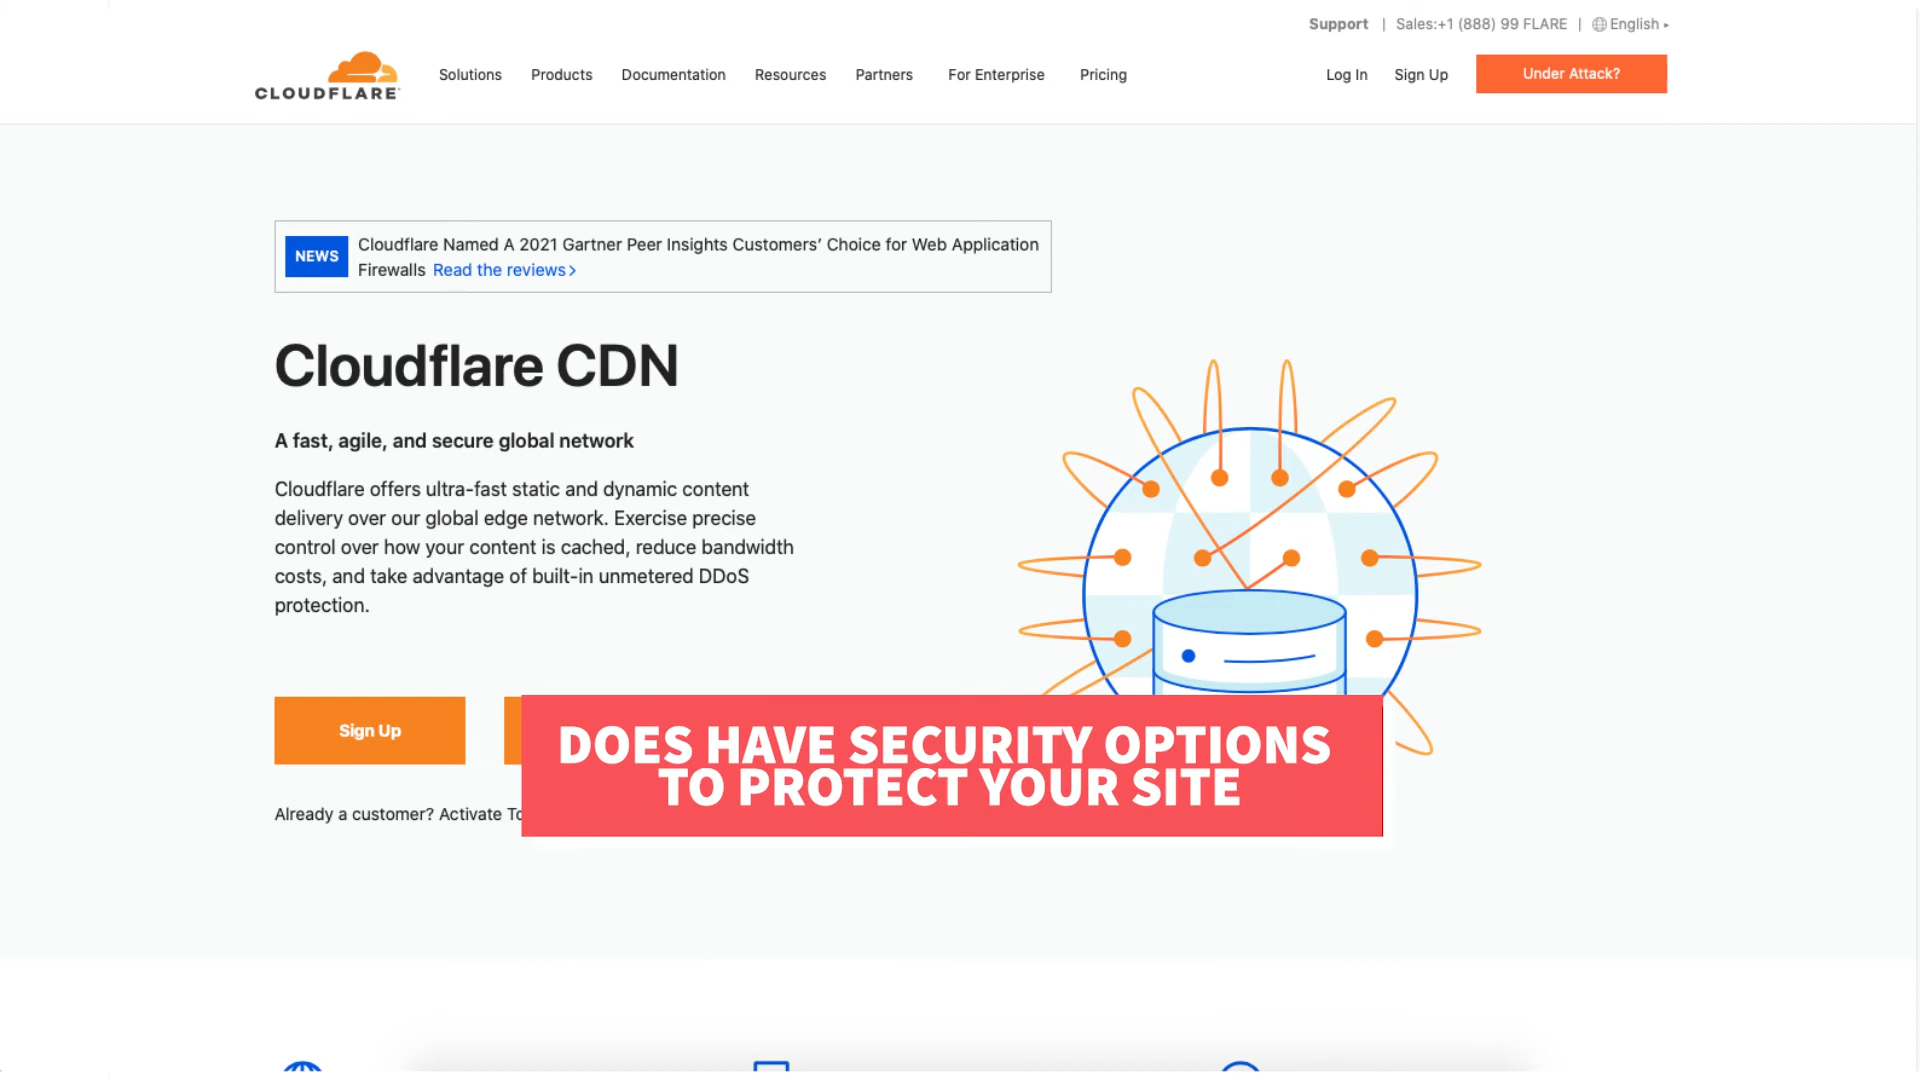 Support | Sales:+1 (888) 99 FLARE | English ▸
CLOUDFLARE
Solutions Products Documentation Resources Partners For Enterprise Pricing Log In Sign Up Under Attack?
NEWS
Cloudflare Named A 2021 Gartner Peer Insights Customers’ Choice for Web Application
Firewalls Read the reviews >
Cloudflare CDN
A fast, agile, and secure global network
Cloudflare offers ultra-fast static and dynamic content
delivery over our global edge network. Exercise precise
control over how your content is cached, reduce bandwidth
costs, and take advantage of built-in unmetered DDoS
protection.
Sign Up
DOES HAVE SECURITY OPTIONS
TO PROTECT YOUR SITE
Already a customer? Activate